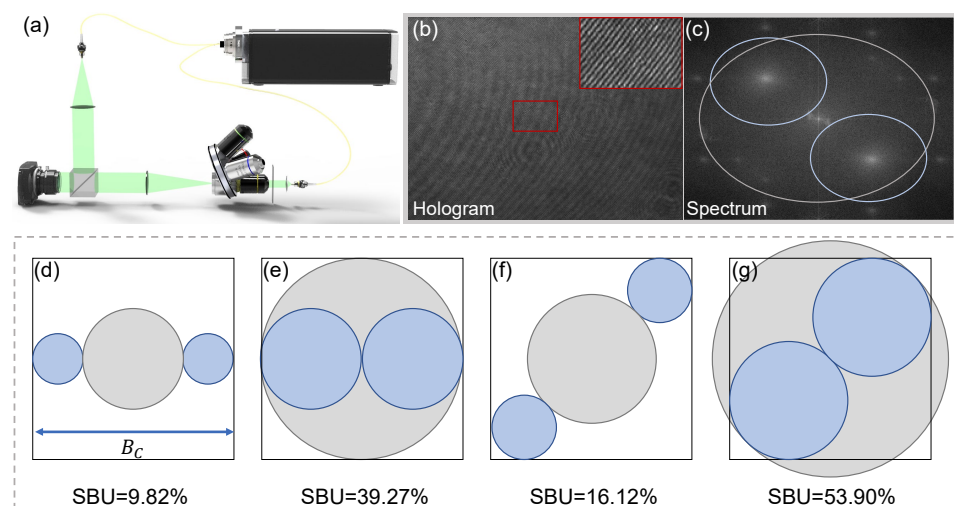 (a)
(b)
(c)
Hologram
Spectrum
(d)
(e)
(f)
(g)
B_C
SBU=9.82%
SBU=39.27%
SBU=16.12%
SBU=53.90%